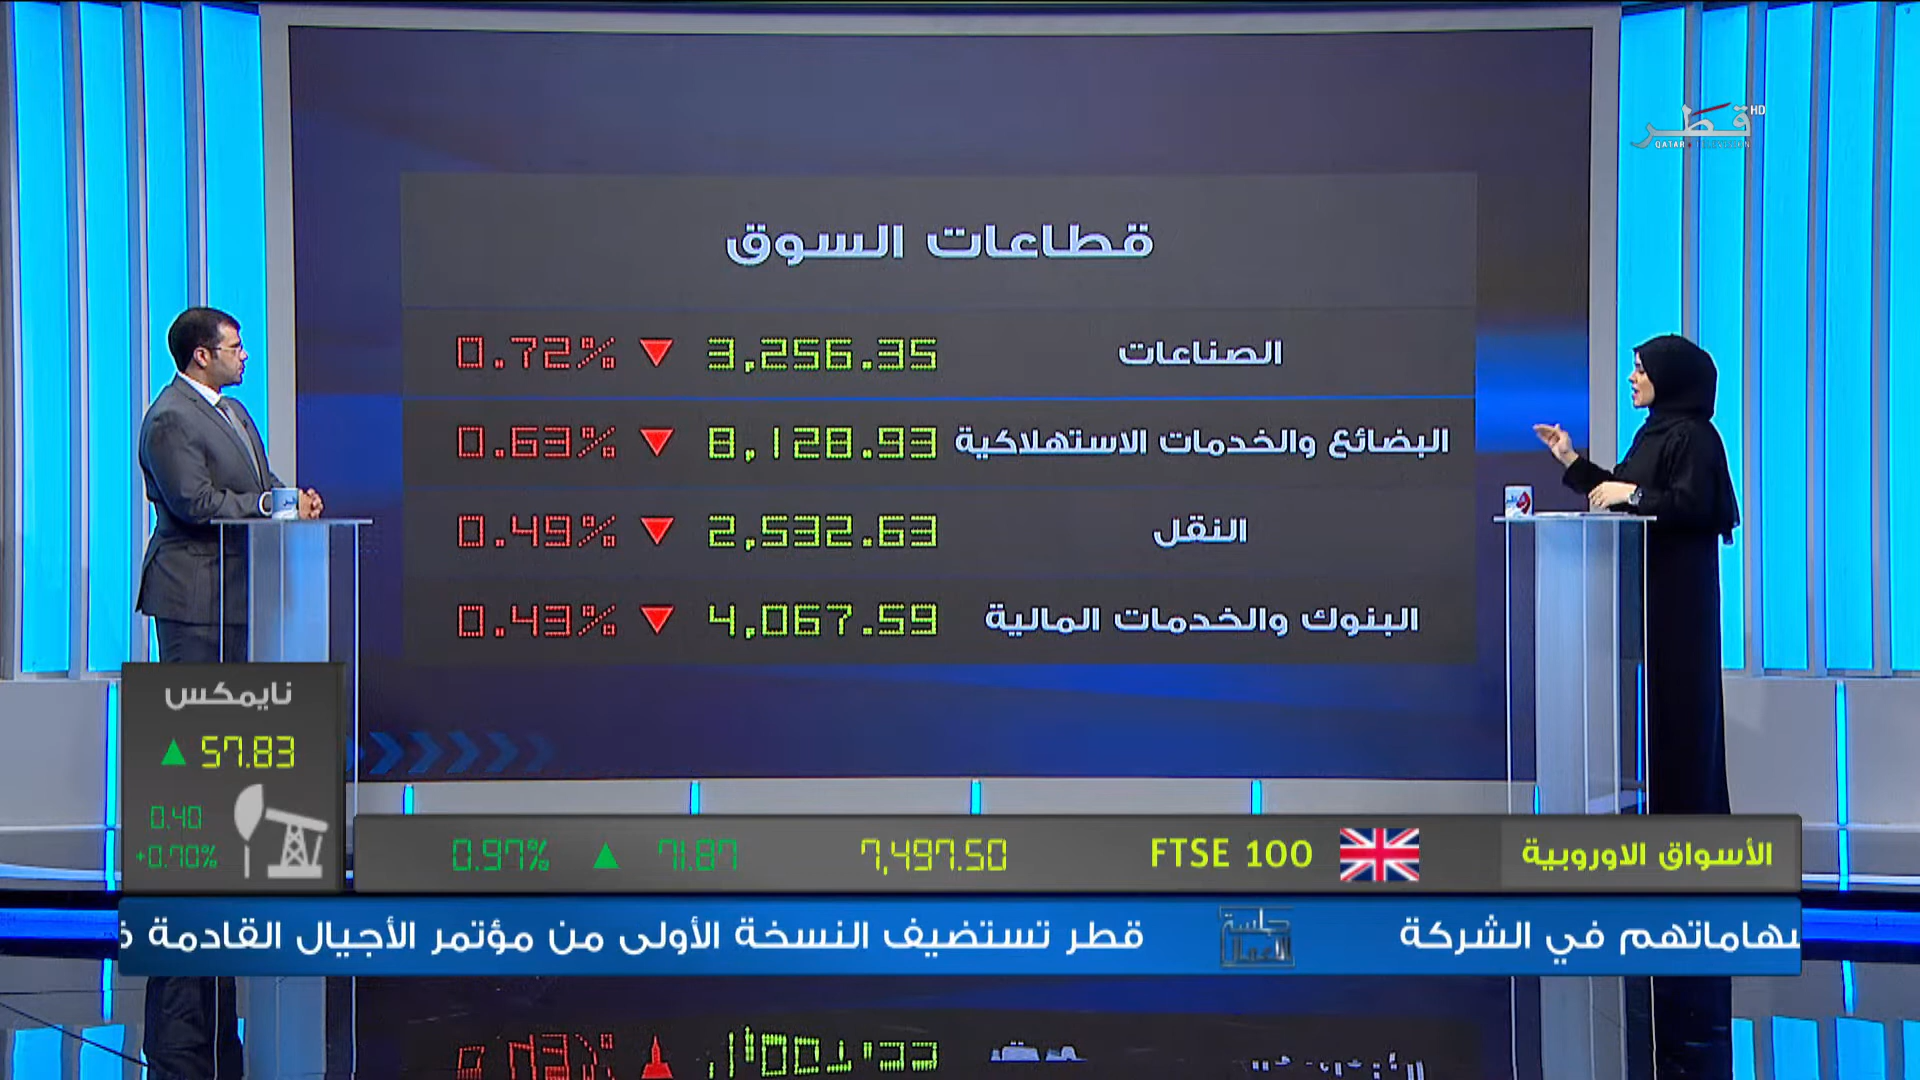 قطر HD
QATAR TELEVISION
قطاعات السوق
الصناعات 3,256.35 ▼ 0.72%
البضائع والخدمات الاستهلاكية 8,128.93 ▼ 0.63%
النقل 2,532.63 ▼ 0.49%
البنوك والخدمات المالية 4,067.59 ▼ 0.43%
نايمكس
57.83 ▲
0.40
+0.70%
الأسواق الاوروبية FTSE 100 7,497.50 71.87 ▲ 0.97%
في الشركة جلسة الأعمال قطر تستضيف النسخة الأولى من مؤتمر الأجيال القادمة